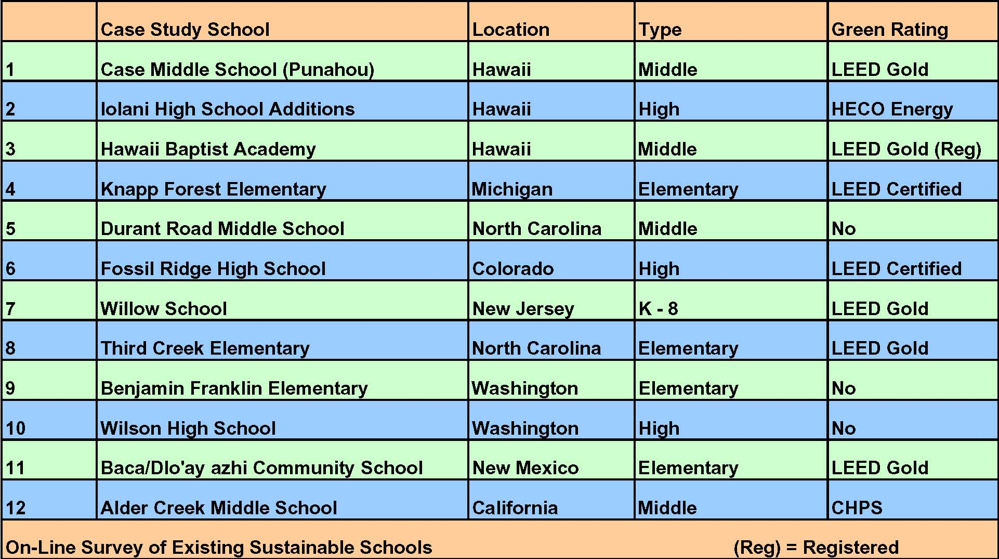 Case Study School Location Type Green Rating
1 Case Middle School (Punahou) Hawaii Middle LEED Gold
2 Iolani High School Additions Hawaii High HECO Energy
3 Hawaii Baptist Academy Hawaii Middle LEED Gold (Reg)
4 Knapp Forest Elementary Michigan Elementary LEED Certified
5 Durant Road Middle School North Carolina Middle No
6 Fossil Ridge High School Colorado High LEED Certified
7 Willow School New Jersey K - 8 LEED Gold
8 Third Creek Elementary North Carolina Elementary LEED Gold
9 Benjamin Franklin Elementary Washington Elementary No
10 Wilson High School Washington High No
11 Baca/Dlo'ay azhi Community School New Mexico Elementary LEED Gold
12 Alder Creek Middle School California Middle CHPS
On-Line Survey of Existing Sustainable Schools (Reg) = Registered